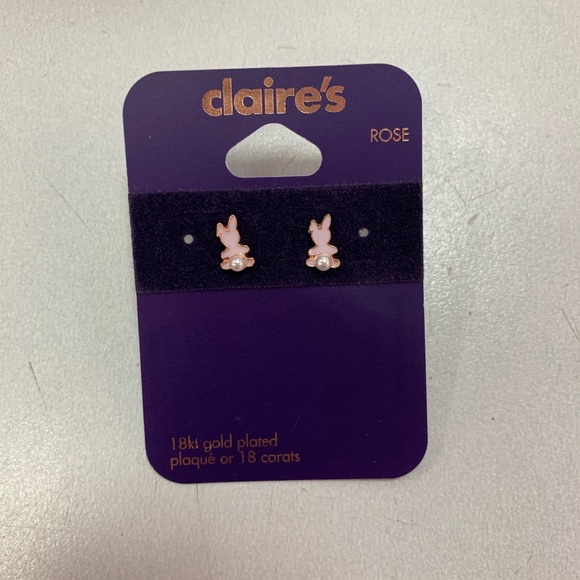 claire's
ROSE
18kt gold plated
plaqué or 18 carats